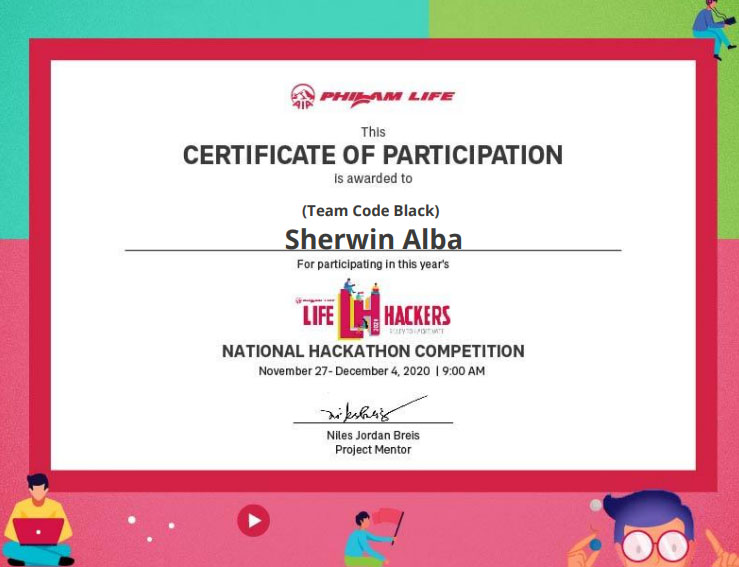 PHILAM LIFE
AIA
This
CERTIFICATE OF PARTICIPATION
is awarded to
(Team Code Black)
Sherwin Alba
For participating in this year's
LIFE LH HACKERS
2020
NATIONAL HACKATHON COMPETITION
November 27- December 4, 2020 | 9:00 AM
Niles Jordan Breis
Project Mentor